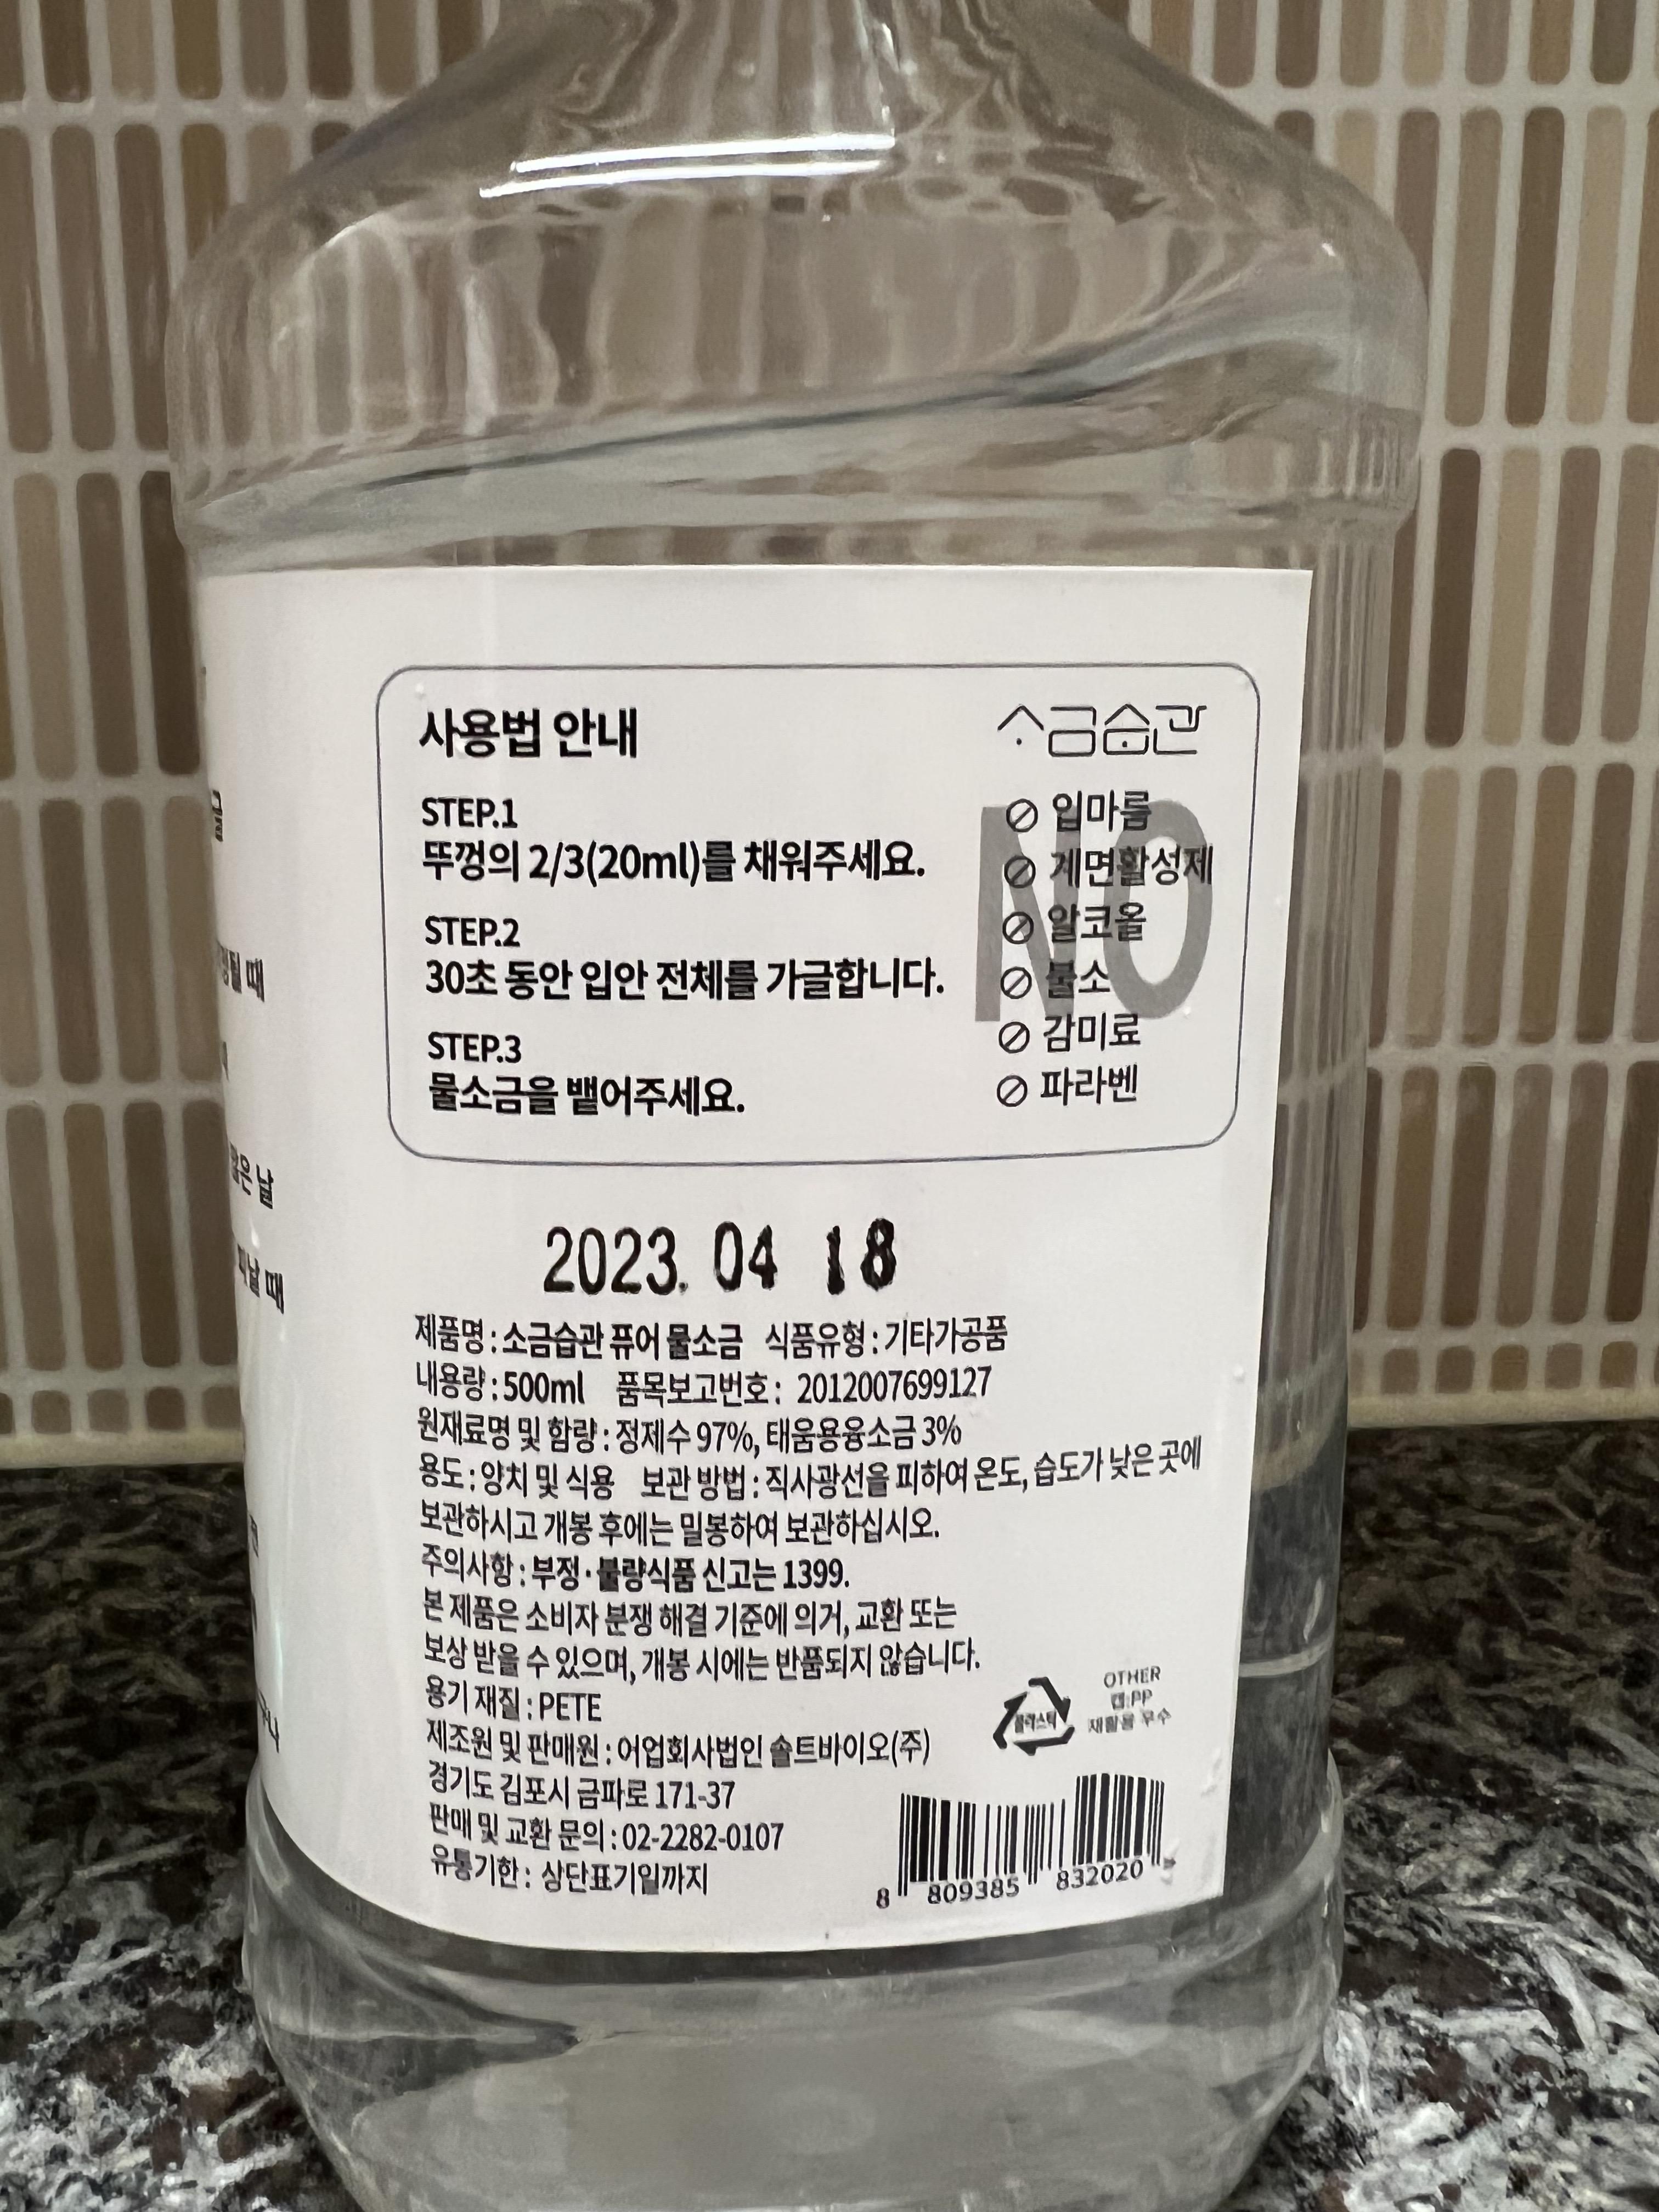 사용법 안내
소금습관
STEP.1
뚜껑의 2/3(20ml)를 채워주세요.
STEP.2
30초 동안 입안 전체를 가글합니다.
STEP.3
물소금을 뱉어주세요.
NO
입마름
계면활성제
알코올
불소
감미료
파라벤
될 때
은 날
날 때
2023. 04 18
제품명 : 소금습관 퓨어 물소금 식품유형 : 기타가공품
내용량 : 500ml 품목보고번호 : 2012007699127
원재료명 및 함량 : 정제수 97%, 태움용융소금 3%
용도 : 양치 및 식용 보관 방법 : 직사광선을 피하여 온도, 습도가 낮은 곳에
보관하시고 개봉 후에는 밀봉하여 보관하십시오.
주의사항 : 부정·불량식품 신고는 1399.
본 제품은 소비자 분쟁 해결 기준에 의거, 교환 또는
보상 받을 수 있으며, 개봉 시에는 반품되지 않습니다.
용기 재질 : PETE
제조원 및 판매원 : 어업회사법인 솔트바이오(주)
경기도 김포시 금파로 171-37
판매 및 교환 문의 : 02-2282-0107
유통기한 : 상단표기일까지
플라스틱
OTHER
캡:PP
재활용 우수
8 809385 832020